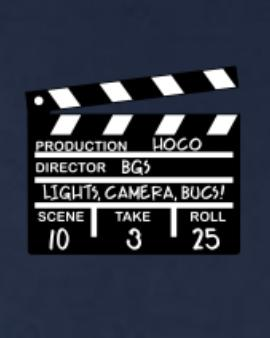 PRODUCTION HOCO
DIRECTOR BGS
LIGHTS, CAMERA, BUCS!
SCENE TAKE ROLL
10 3 25